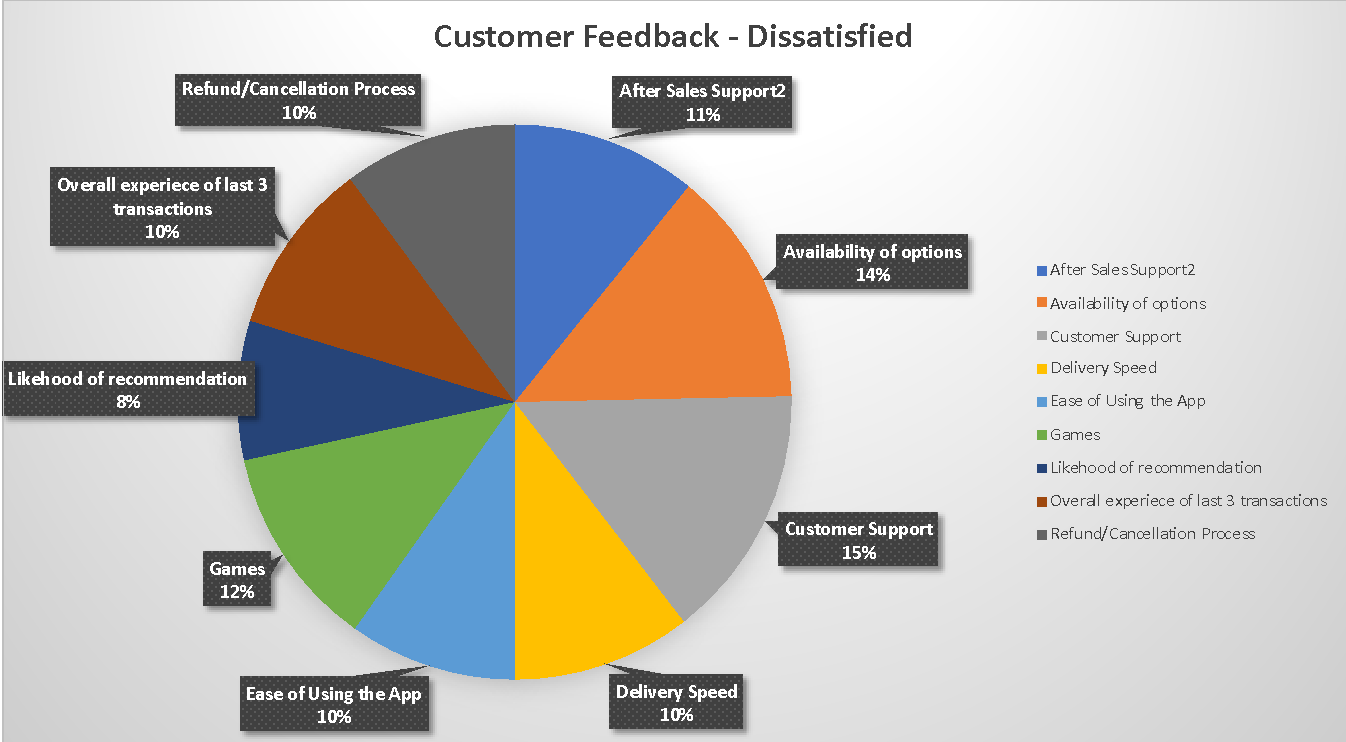 Customer Feedback - Dissatisfied
Refund/Cancellation Process
10%
After Sales Support2
11%
Overall experiece of last 3
transactions
10%
Availability of options
14%
Likehood of recommendation
8%
Customer Support
15%
Games
12%
Ease of Using the App
10%
Delivery Speed
10%
After Sales Support2
Availability of options
Customer Support
Delivery Speed
Ease of Using the App
Games
Likehood of recommendation
Overall experiece of last 3 transactions
Refund/Cancellation Process